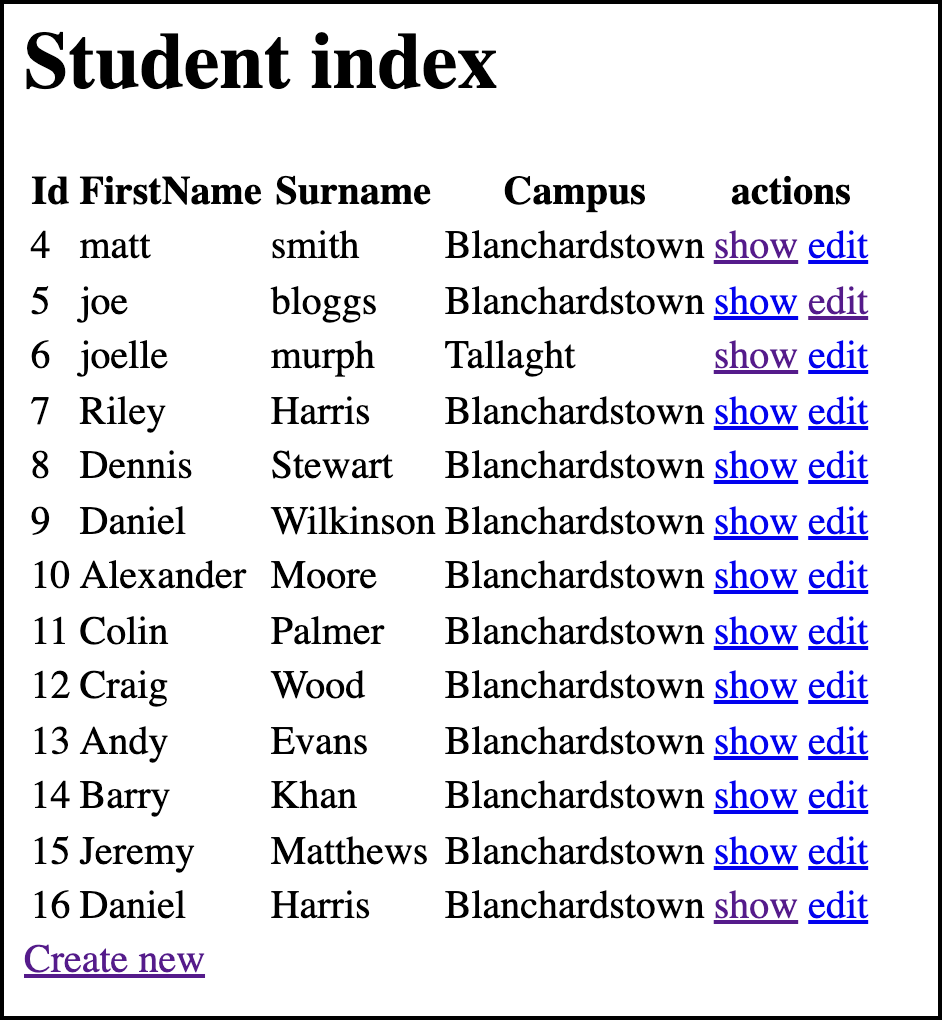 Student index
Id FirstName Surname Campus actions
4 matt smith Blanchardstown show edit
5 joe bloggs Blanchardstown show edit
6 joelle murph Tallaght show edit
7 Riley Harris Blanchardstown show edit
8 Dennis Stewart Blanchardstown show edit
9 Daniel Wilkinson Blanchardstown show edit
10 Alexander Moore Blanchardstown show edit
11 Colin Palmer Blanchardstown show edit
12 Craig Wood Blanchardstown show edit
13 Andy Evans Blanchardstown show edit
14 Barry Khan Blanchardstown show edit
15 Jeremy Matthews Blanchardstown show edit
16 Daniel Harris Blanchardstown show edit
Create new